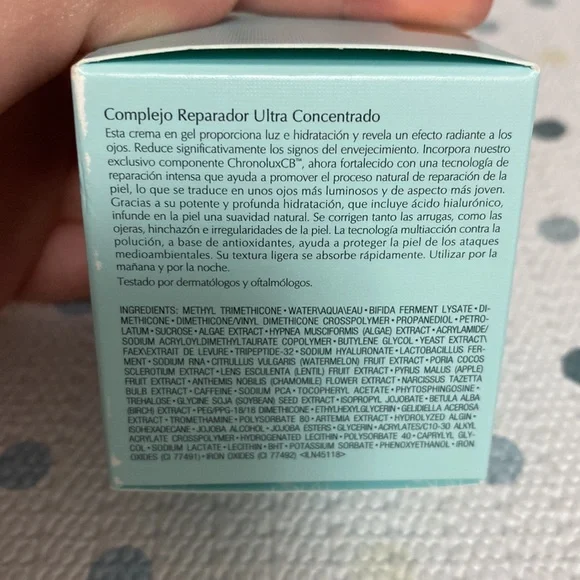 Complejo Reparador Ultra Concentrado
Esta crema en gel proporciona luz e hidratación y revela un efecto radiante a los
ojos. Reduce significativamente los signos del envejecimiento. Incorpora nuestro
exclusivo componente ChronoluxCB™, ahora fortalecido con una tecnología de
reparación intensa que ayuda a promover el proceso natural de reparación de la
piel, lo que se traduce en unos ojos más luminosos y de aspecto más joven.
Gracias a su potente y profunda hidratación, que incluye ácido hialurónico,
infunde en la piel una suavidad natural. Se corrigen tanto las arrugas, como las
ojeras, hinchazón e irregularidades de la piel. La tecnología multiacción contra la
polución, a base de antioxidantes, ayuda a proteger la piel de los ataques
medioambientales. Su textura ligera se absorbe rápidamente. Utilizar por la
mañana y por la noche.
Testado por dermatólogos y oftalmólogos.
INGREDIENTS: METHYL TRIMETHICONE • WATER\AQUA\EAU • BIFIDA FERMENT LYSATE • DI-
METHICONE • DIMETHICONE/VINYL DIMETHICONE CROSSPOLYMER • PROPANEDIOL • PETRO-
LATUM • SUCROSE • ALGAE EXTRACT • HYPNEA MUSCIFORMIS (ALGAE) EXTRACT • ACRYLAMIDE/
SODIUM ACRYLOYLDIMETHYLTAURATE COPOLYMER • BUTYLENE GLYCOL • YEAST EXTRACT\
FAEX\EXTRAIT DE LEVURE • TRIPEPTIDE-32 • SODIUM HYALURONATE • LACTOBACILLUS FER-
MENT • SODIUM RNA • CITRULLUS VULGARIS (WATERMELON) FRUIT EXTRACT • PORIA COCOS
SCLEROTIUM EXTRACT • LENS ESCULENTA (LENTIL) FRUIT EXTRACT • PYRUS MALUS (APPLE)
FRUIT EXTRACT • ANTHEMIS NOBILIS (CHAMOMILE) FLOWER EXTRACT • NARCISSUS TAZETTA
BULB EXTRACT • CAFFEINE • SODIUM PCA • TOCOPHERYL ACETATE • PHYTOSPHINGOSINE •
TREHALOSE • GLYCINE SOJA (SOYBEAN) SEED EXTRACT • ISOPROPYL JOJOBATE • BETULA ALBA
(BIRCH) EXTRACT • PEG/PPG-18/18 DIMETHICONE • ETHYLHEXYLGLYCERIN • GELIDIELLA ACEROSA
EXTRACT • TROMETHAMINE • POLYSORBATE 80 • ARTEMIA EXTRACT • HYDROLYZED ALGIN •
ISOHEXADECANE • JOJOBA ALCOHOL • JOJOBA ESTERS • GLYCERIN • ACRYLATES/C10-30 ALKYL
ACRYLATE CROSSPOLYMER • HYDROGENATED LECITHIN • POLYSORBATE 40 • CAPRYLYL GLY-
COL • SODIUM LACTATE • LECITHIN • BHT • POTASSIUM SORBATE • PHENOXYETHANOL • IRON
OXIDES (CI 77491) • IRON OXIDES (CI 77492) <ILN45118>